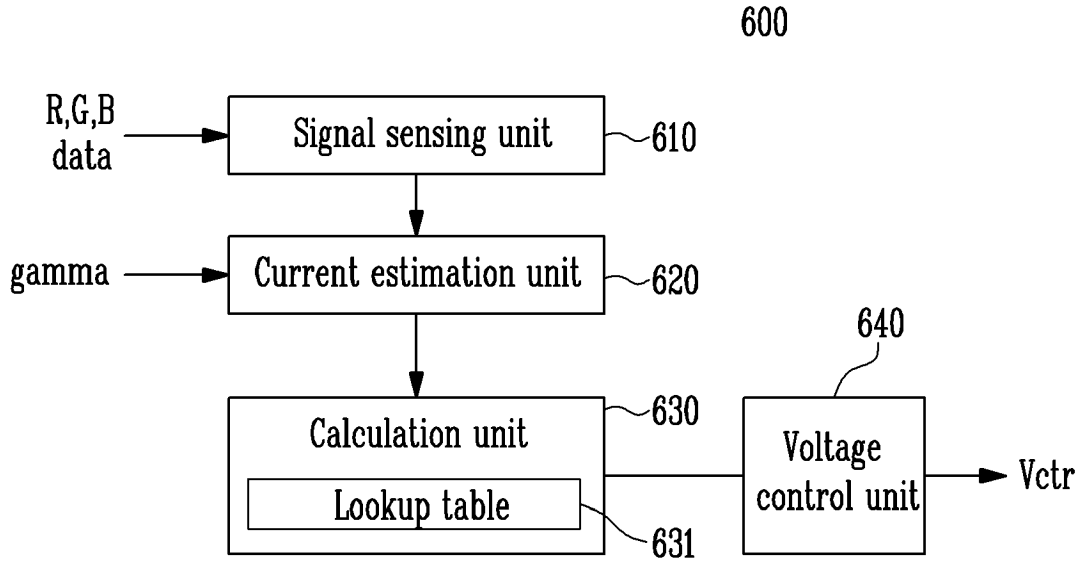 600
R,G,B
data
Signal sensing unit
610
gamma
Current estimation unit
620
640
630
Calculation unit
Lookup table
631
Voltage
control unit
Vctr